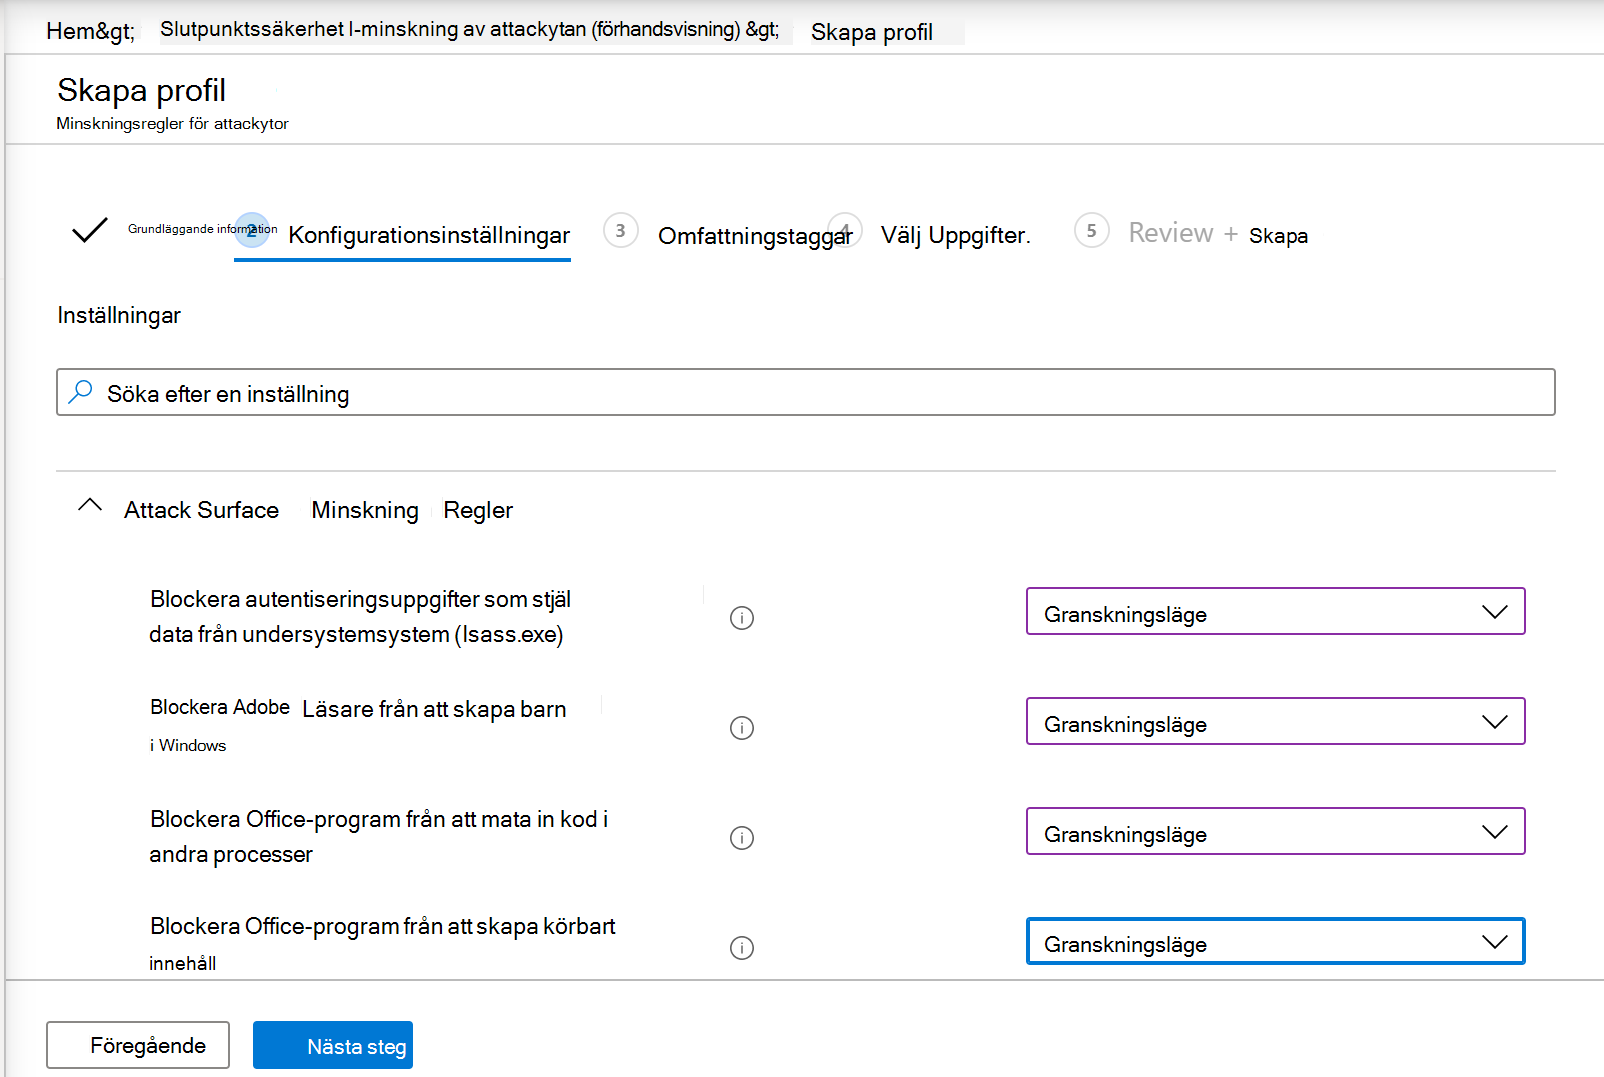 Hem&gt; Slutpunktssäkerhet I-minskning av attackytan (förhandsvisning) &gt; Skapa profil
Skapa profil
Minskningsregler för attackytor
Grundläggande information 2 Konfigurationsinställningar 3 Omfattningstaggar 4 Välj Uppgifter. 5 Review + Skapa
Inställningar
Söka efter en inställning
Attack Surface Minskning Regler
Blockera autentiseringsuppgifter som stjäl
data från undersystemsystem (lsass.exe)
Granskningsläge
Blockera Adobe Läsare från att skapa barn
i Windows
Granskningsläge
Blockera Office-program från att mata in kod i
andra processer
Granskningsläge
Blockera Office-program från att skapa körbart
innehåll
Granskningsläge
Föregående Nästa steg